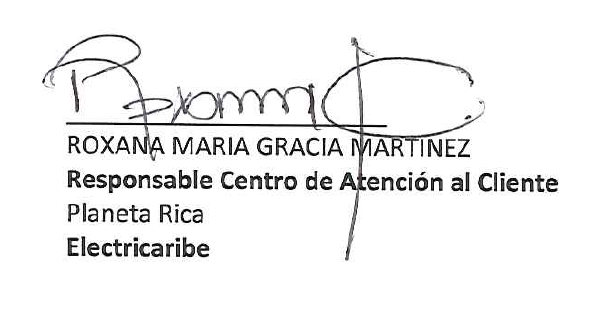 ROXANA MARIA GRACIA MARTINEZ
Responsable Centro de Atención al Cliente
Planeta Rica
Electricaribe